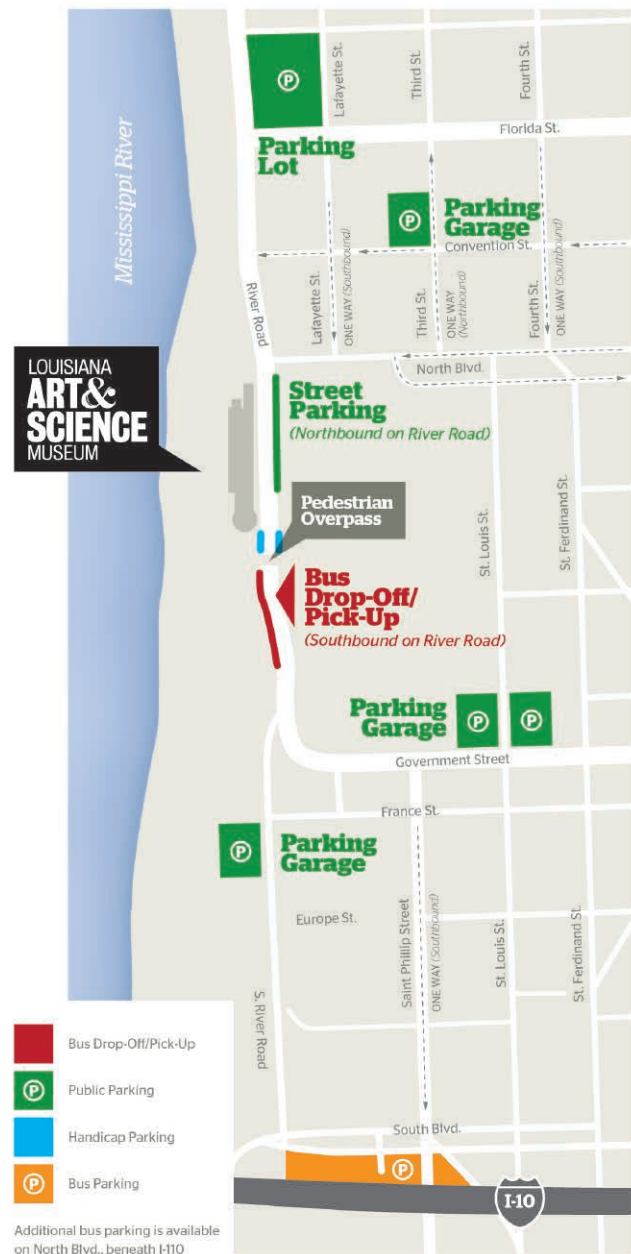 Mississippi River
P
Parking
Lot
Lafayette St.
Third St.
Fourth St.
Florida St.
P
Parking
Garage
Convention St.
River Road
Lafayette St.
ONE WAY (Southbound)
Third St.
ONE WAY
(Northbound)
Fourth St.
ONE WAY (Southbound)
North Blvd.
LOUISIANA
ART&
SCIENCE
MUSEUM
Street
Parking
(Northbound on River Road)
Pedestrian
Overpass
St. Louis St.
St. Ferdinand St.
Bus
Drop-Off/
Pick-Up
(Southbound on River Road)
Parking
Garage
P
P
Government Street
France St.
P
Parking
Garage
Europe St.
Saint Phillip Street
ONE WAY (Southbound)
St. Louis St.
St. Ferdinand St.
S. River Road
South Blvd.
P
I-10
Bus Drop-Off/Pick-Up
P
Public Parking
Handicap Parking
P
Bus Parking
Additional bus parking is available
on North Blvd., beneath I-110